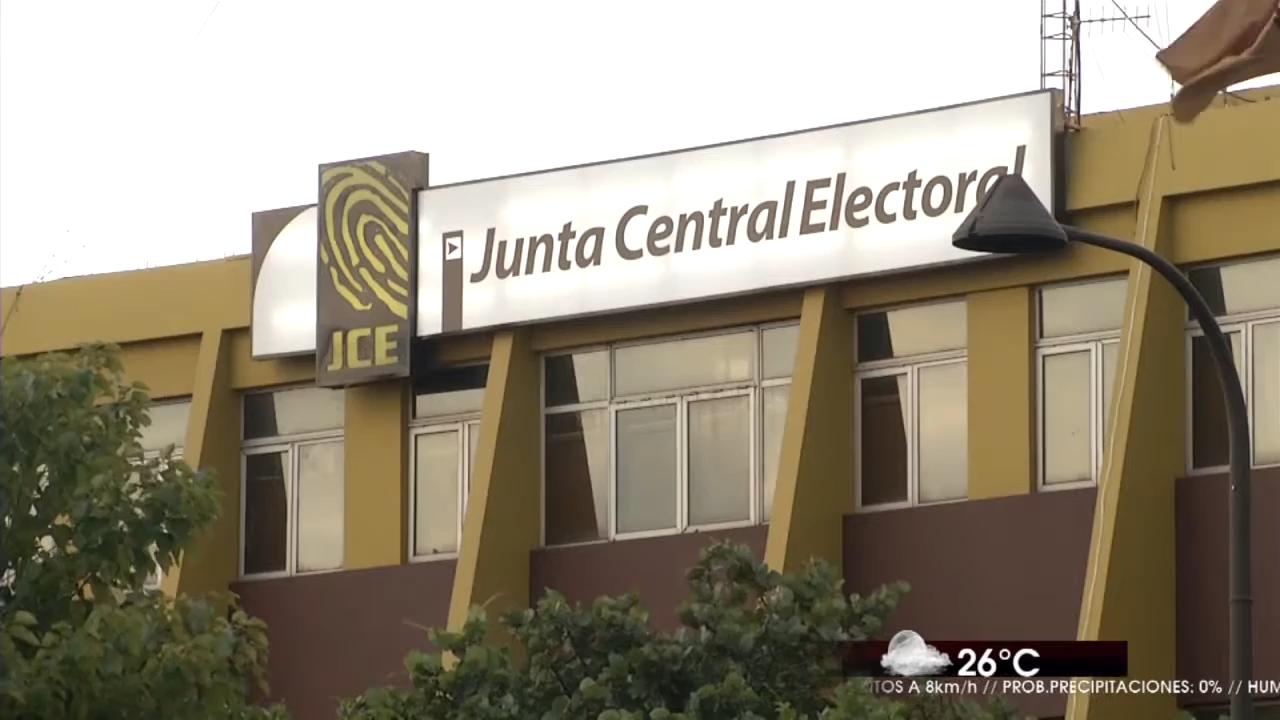 Junta Central Electoral
JCE
26°C
A 8km/h // PROB.PRECIPITACIONES: 0% //